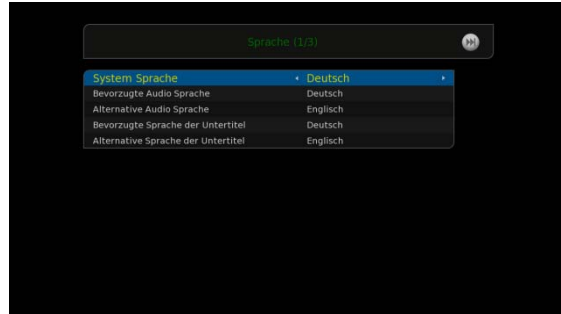 Sprache (1/3)
System Sprache Deutsch
Bevorzugte Audio Sprache Deutsch
Alternative Audio Sprache Englisch
Bevorzugte Sprache der Untertitel Deutsch
Alternative Sprache der Untertitel Englisch